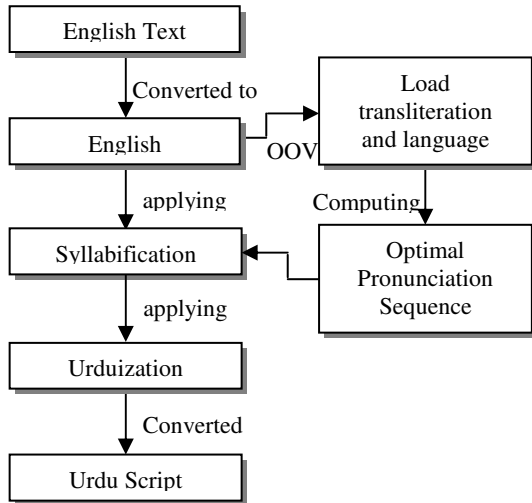 English Text
Converted to
English
OOV
Load
transliteration
and language
applying
Computing
Syllabification
Optimal
Pronunciation
Sequence
applying
Urduization
Converted
Urdu Script